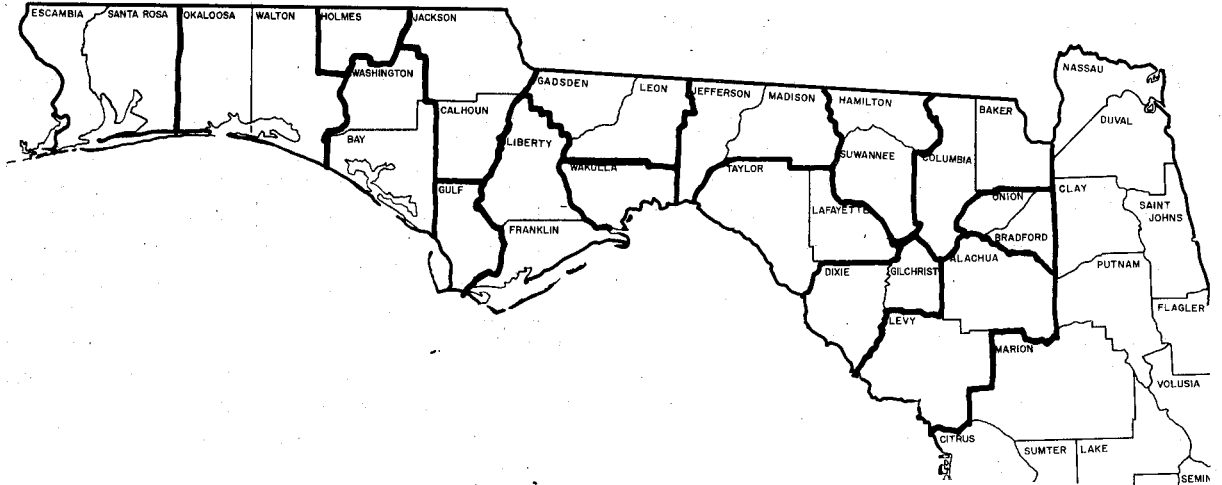 ESCAMBIA
SANTA ROSA
OKALOOSA
WALTON
HOLMES
JACKSON
WASHINGTON
BAY
CALHOUN
GULF
GADSDEN
LEON
LIBERTY
WAKULLA
FRANKLIN
JEFFERSON
MADISON
TAYLOR
HAMILTON
SUWANNEE
LAFAYETTE
DIXIE
COLUMBIA
BAKER
UNION
BRADFORD
GILCHRIST
ALACHUA
LEVY
MARION
CITRUS
SUMTER
LAKE
NASSAU
DUVAL
CLAY
SAINT
JOHNS
PUTNAM
FLAGLER
VOLUSIA
SEMIN